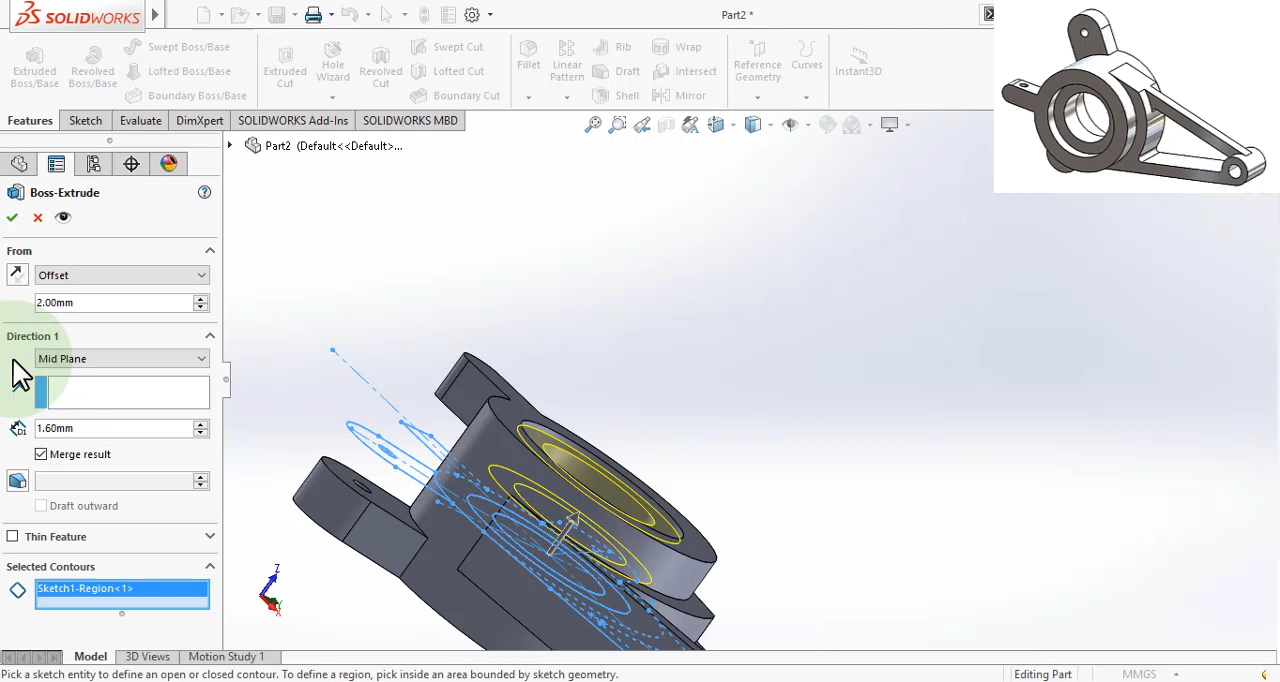 SOLIDWORKS
Part2 *
Extruded Boss/Base
Revolved Boss/Base
Swept Boss/Base
Lofted Boss/Base
Boundary Boss/Base
Extruded Cut
Hole Wizard
Revolved Cut
Swept Cut
Lofted Cut
Boundary Cut
Fillet
Linear Pattern
Rib
Draft
Shell
Wrap
Intersect
Mirror
Reference Geometry
Curves
Instant3D
Features
Sketch
Evaluate
DimXpert
SOLIDWORKS Add-Ins
SOLIDWORKS MBD
Part2 (Default<<Default>...
Boss-Extrude
From
Offset
2.00mm
Direction 1
Mid Plane
D1
1.60mm
Merge result
Draft outward
Thin Feature
Selected Contours
Sketch1-Region<1>
Z
Y
X
Model
3D Views
Motion Study 1
Pick a sketch entity to define an open or closed contour. To define a region, pick inside an area bounded by sketch geometry.
Editing Part
MMGS